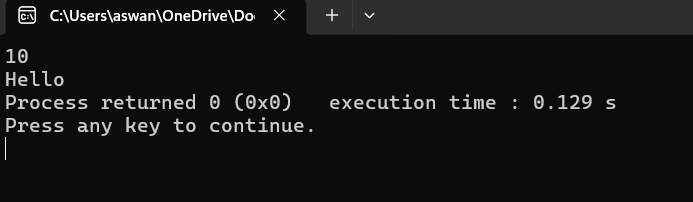 C:\Users\aswan\OneDrive\Do
10
Hello
Process returned 0 (0x0)   execution time : 0.129 s
Press any key to continue.